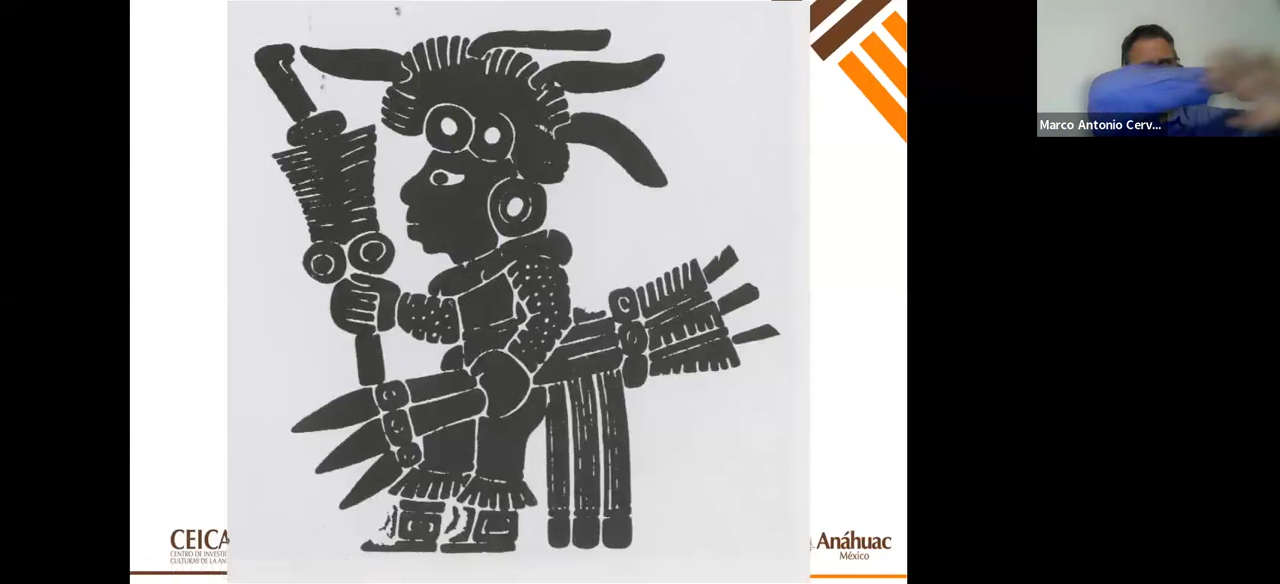 Marco Antonio Cerv...
CEICA
CENTRO DE INVESTI
CULTURAS DE LA AN
Anáhuac
México